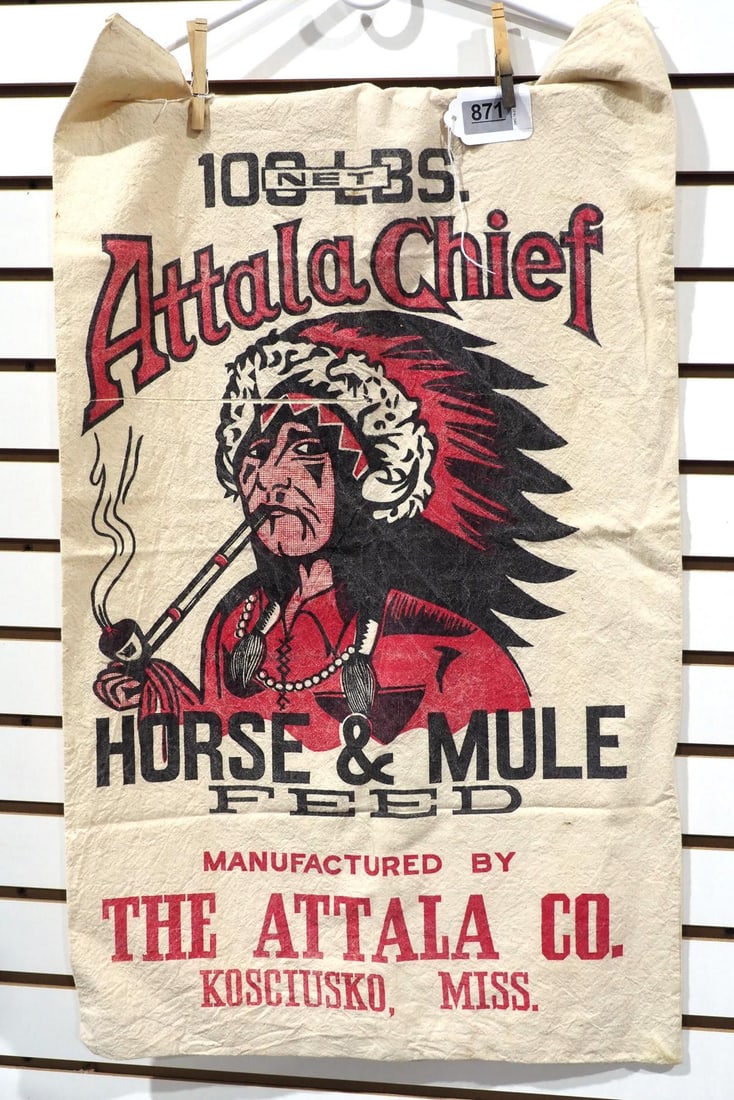 871
100 LBS.
NET
Attala Chief
HORSE & MULE
FEED
MANUFACTURED BY
THE ATTALA CO.
KOSCIUSKO, MISS.